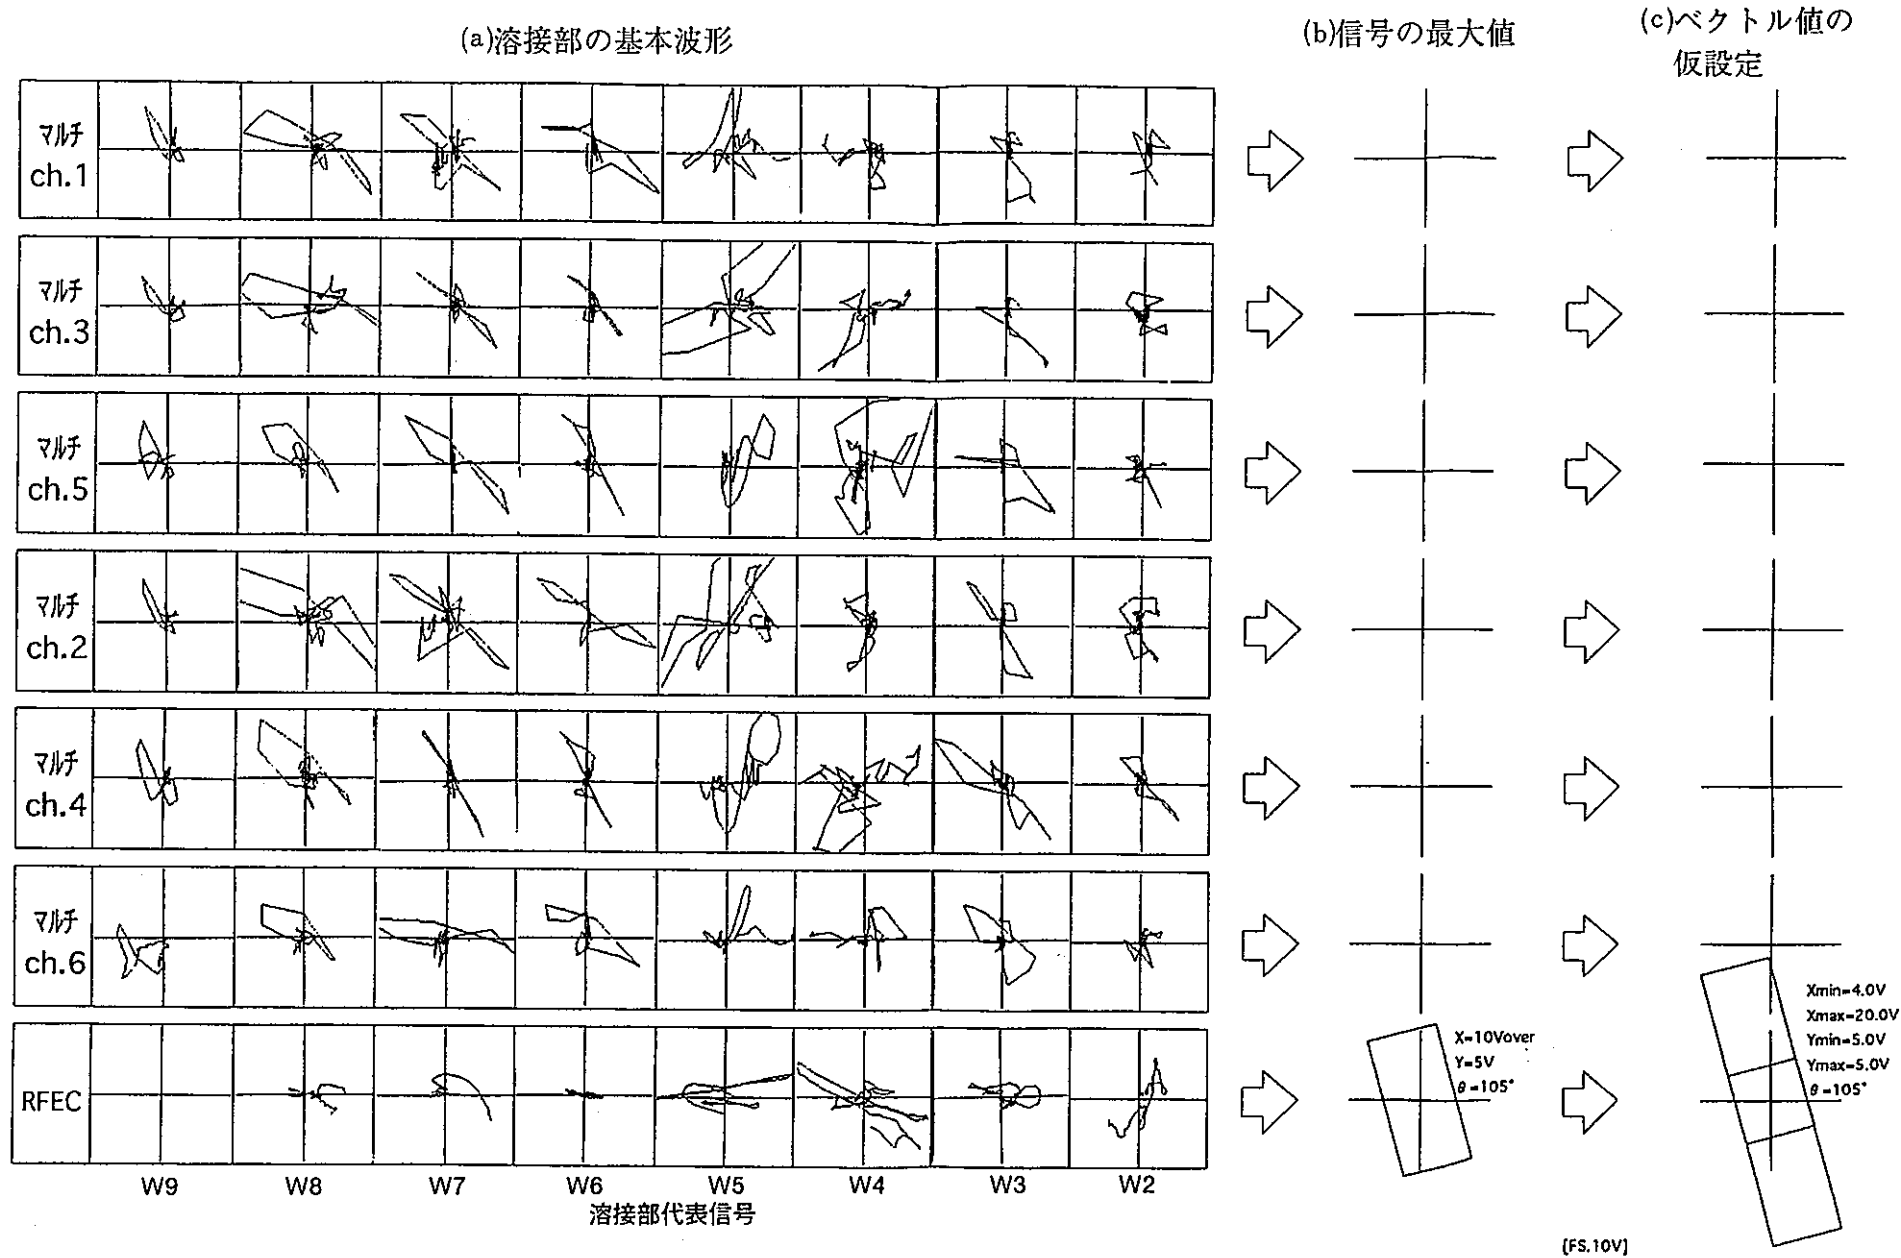 (a)溶接部の基本波形
(b)信号の最大値
(c)ベクトル値の
仮設定
マルチ
ch.1
マルチ
ch.3
マルチ
ch.5
マルチ
ch.2
マルチ
ch.4
マルチ
ch.6
RFEC
X=10Vover
Y=5V
θ=105°
Xmin=4.0V
Xmax=20.0V
Ymin=5.0V
Ymax=5.0V
θ=105°
W9 W8 W7 W6 W5 W4 W3 W2
溶接部代表信号
[FS.10V]